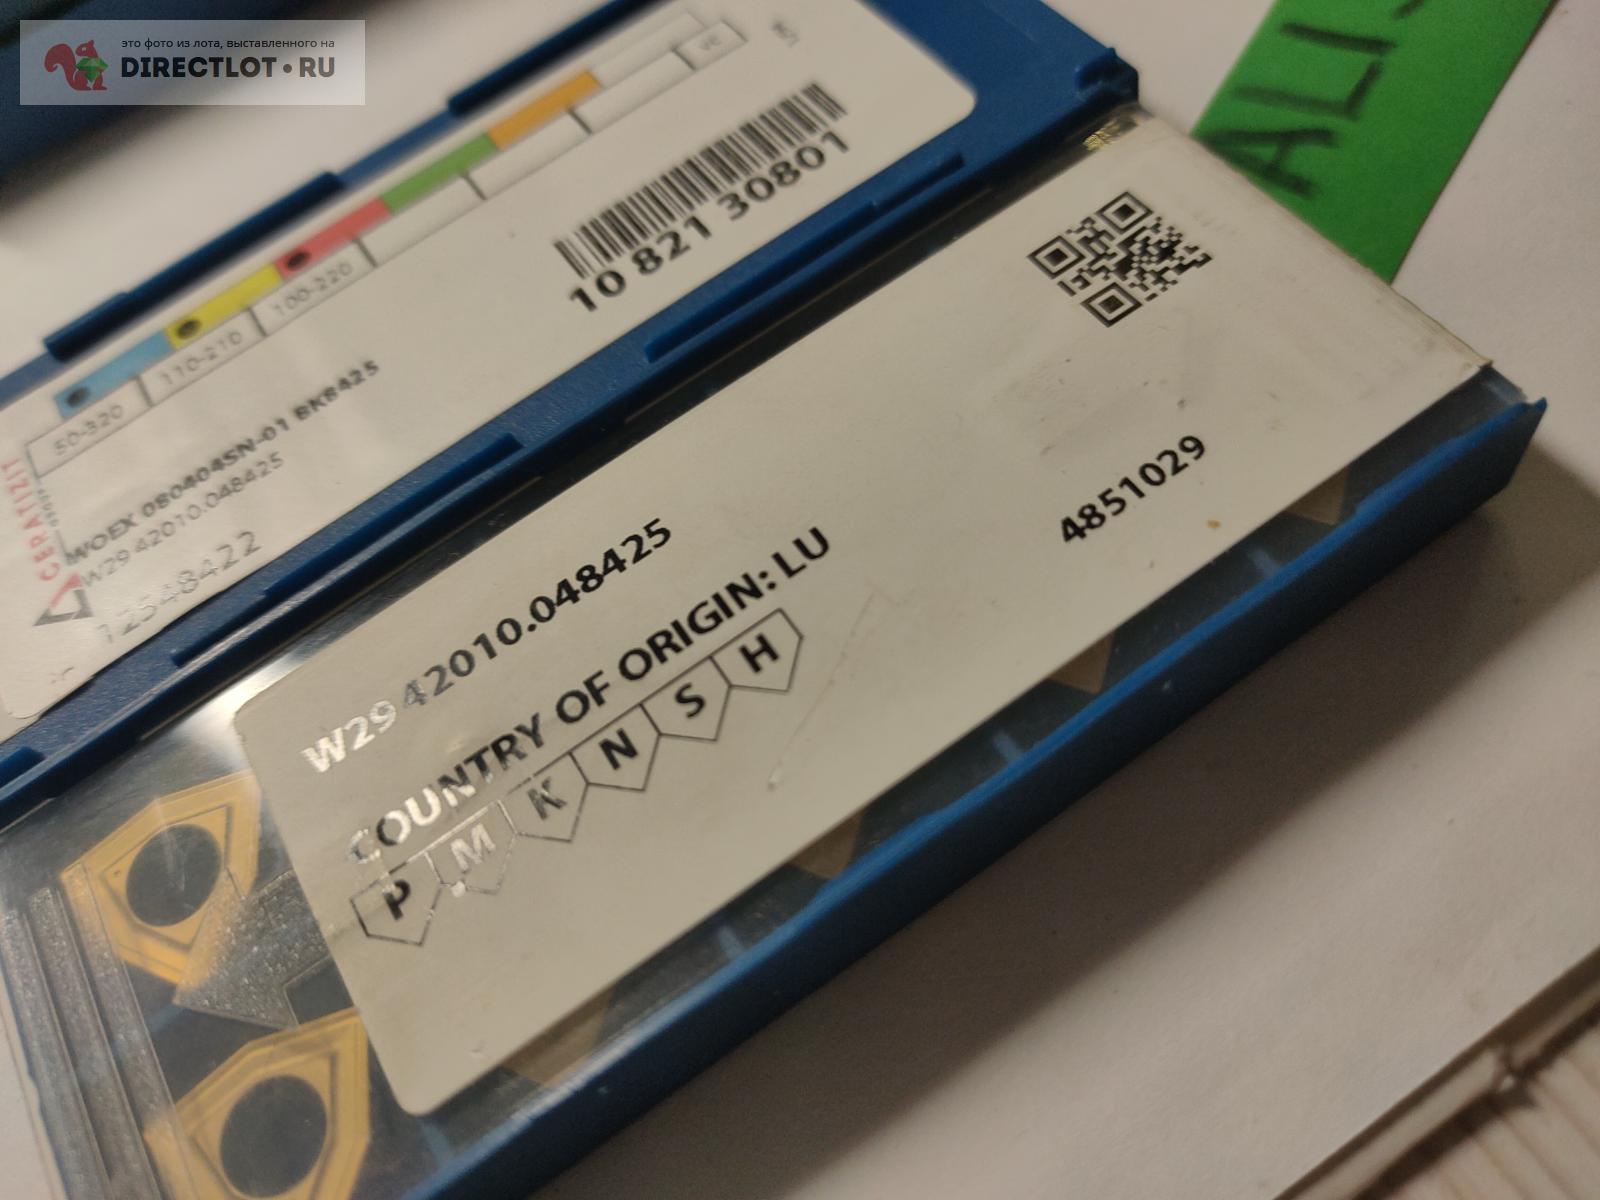 это фото из лота, выставленного на
DIRECTLOT.RU
ALI
10 821 30801
50-320
110-210
100-220
CERATIZIT
WOEX 080404SN-01 BK8425
W29 42010.048425
12548422
W29 42010.048425
COUNTRY OF ORIGIN: LU
P M K N S H
4851029